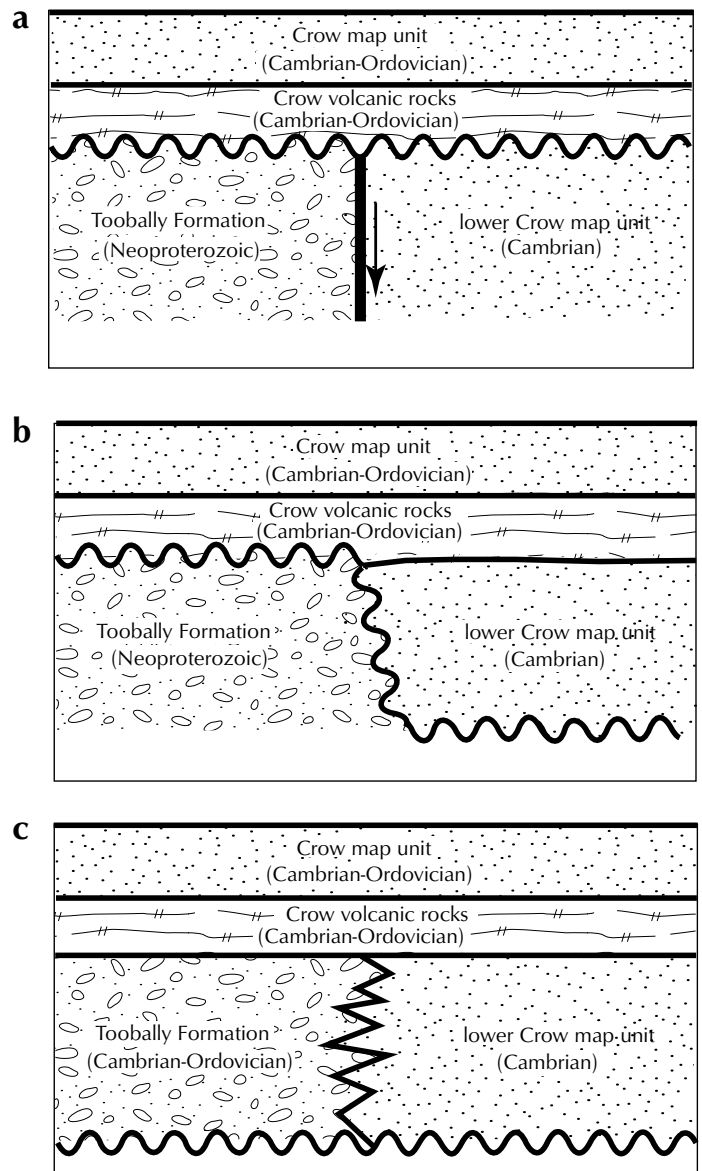 a
Crow map unit
(Cambrian-Ordovician)
Crow volcanic rocks
(Cambrian-Ordovician)
Toobally Formation
(Neoproterozoic)
lower Crow map unit
(Cambrian)
b
Crow map unit
(Cambrian-Ordovician)
Crow volcanic rocks
(Cambrian-Ordovician)
Toobally Formation
(Neoproterozoic)
lower Crow map unit
(Cambrian)
c
Crow map unit
(Cambrian-Ordovician)
Crow volcanic rocks
(Cambrian-Ordovician)
Toobally Formation
(Cambrian-Ordovician)
lower Crow map unit
(Cambrian)